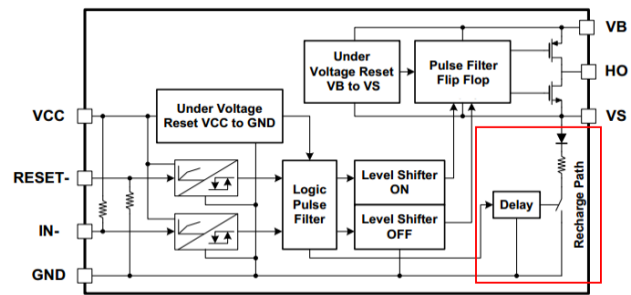 VB
Under
Voltage Reset
VB to VS
Pulse Filter
Flip Flop
HO
VCC
Under Voltage
Reset VCC to GND
VS
RESET-
Logic
Pulse
Filter
Level Shifter
ON
Level Shifter
OFF
Delay
Recharge Path
IN-
GND